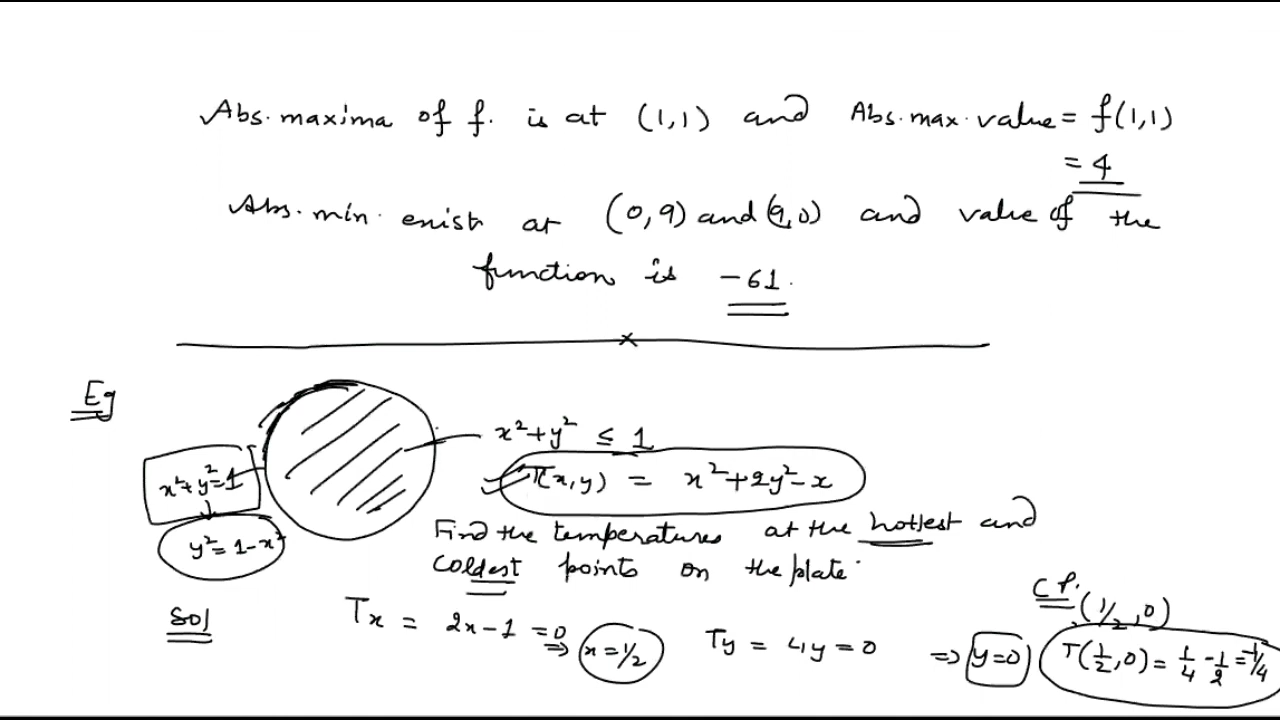 Abs. maxima of f. is at (1,1) and Abs. max. value = f(1,1)
= 4
Abs. min. exist at (0,9) and (9,0) and value of the
function is -61.
Eg
x²+y² ≤ 1
x²+y²=1
T(x,y) = x²+2y²-x
y²= 1-x²
Find the temperatures at the hottest and
coldest points on the plate.
Sol
Tx = 2x-1 =0 ⇒ x=1/2 Ty = 4y=0 ⇒ y=0
C.P. (1/2,0)
T(1/2,0)= 1/4 - 1/2 = -1/4